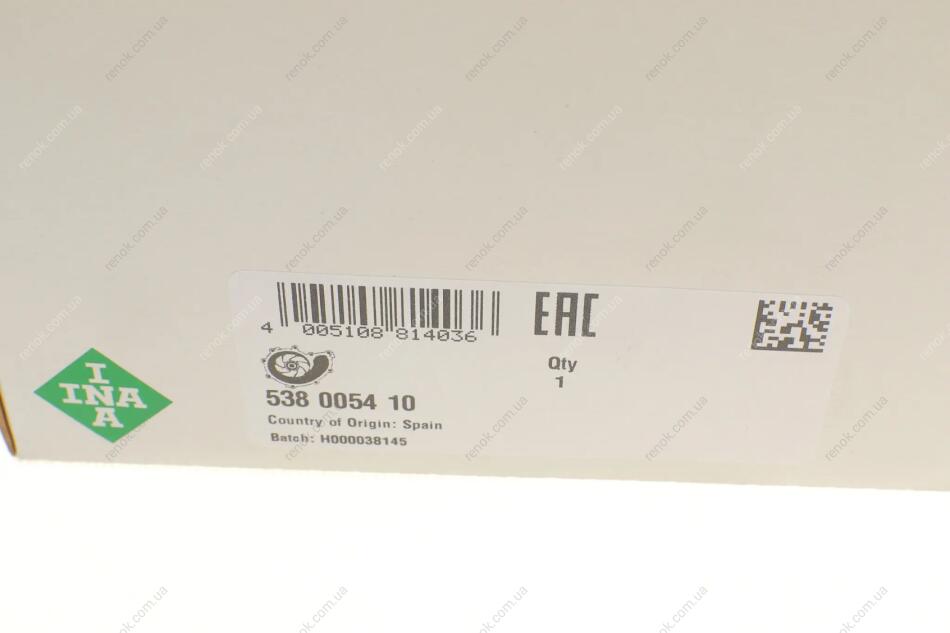 4 005108 814036
EAC
Qty
1
538 0054 10
Country of Origin: Spain
Batch: H000038145
I
INA
A
renok.com.ua